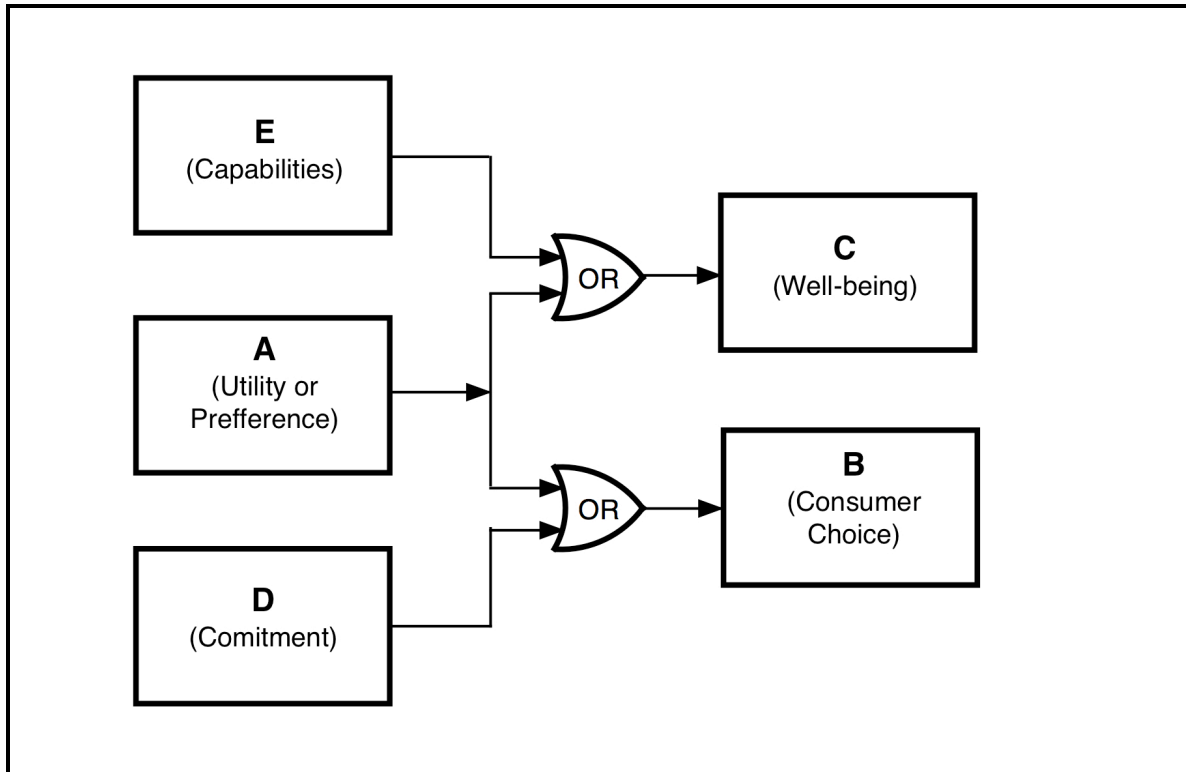 E
(Capabilities)
OR
C
(Well-being)
A
(Utility or
Prefference)
B
(Consumer
Choice)
OR
D
(Comitment)